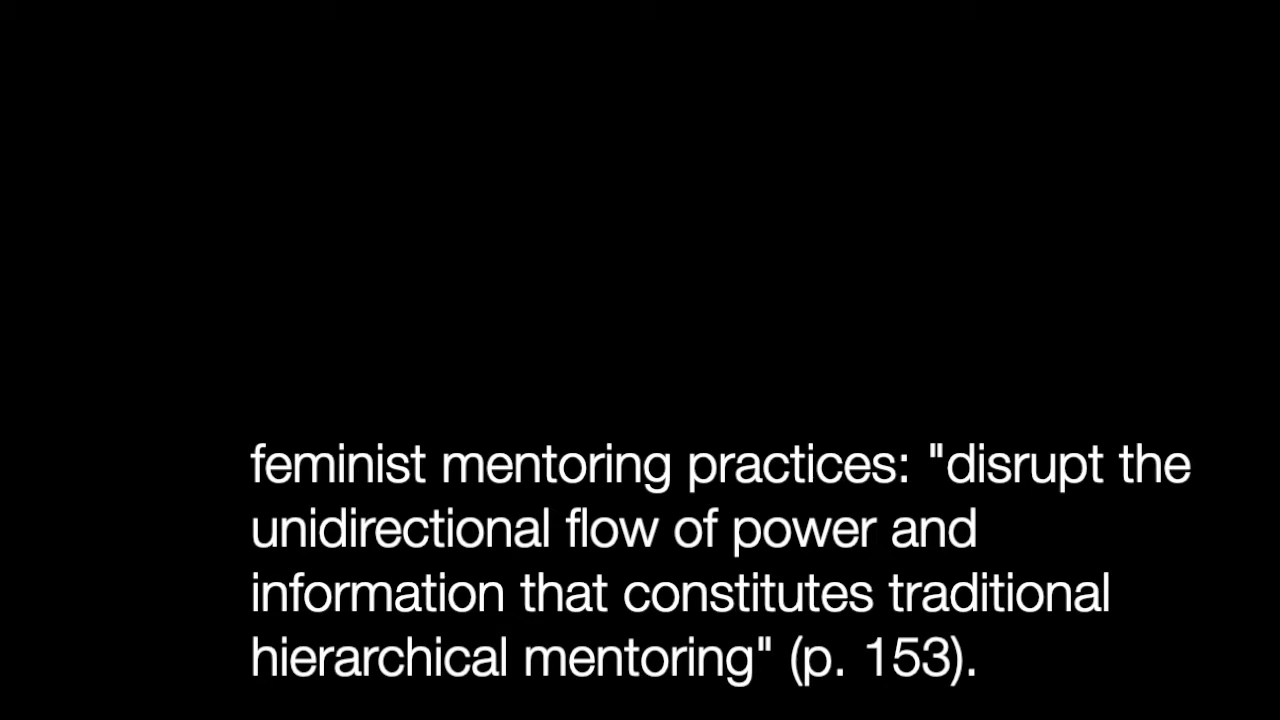 feminist mentoring practices: "disrupt the
unidirectional flow of power and
information that constitutes traditional
hierarchical mentoring" (p. 153).